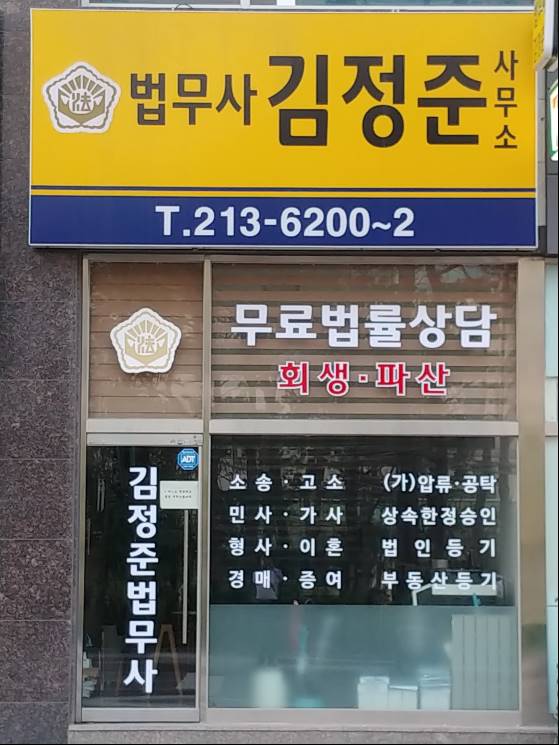 법무사 김정준 사무소
T.213-6200~2
法
무료법률상담
회생·파산
ADT
김정준법무사
소송·고소 (가)압류·공탁
민사·가사 상속한정승인
형사·이혼 법인등기
경매·증여 부동산등기